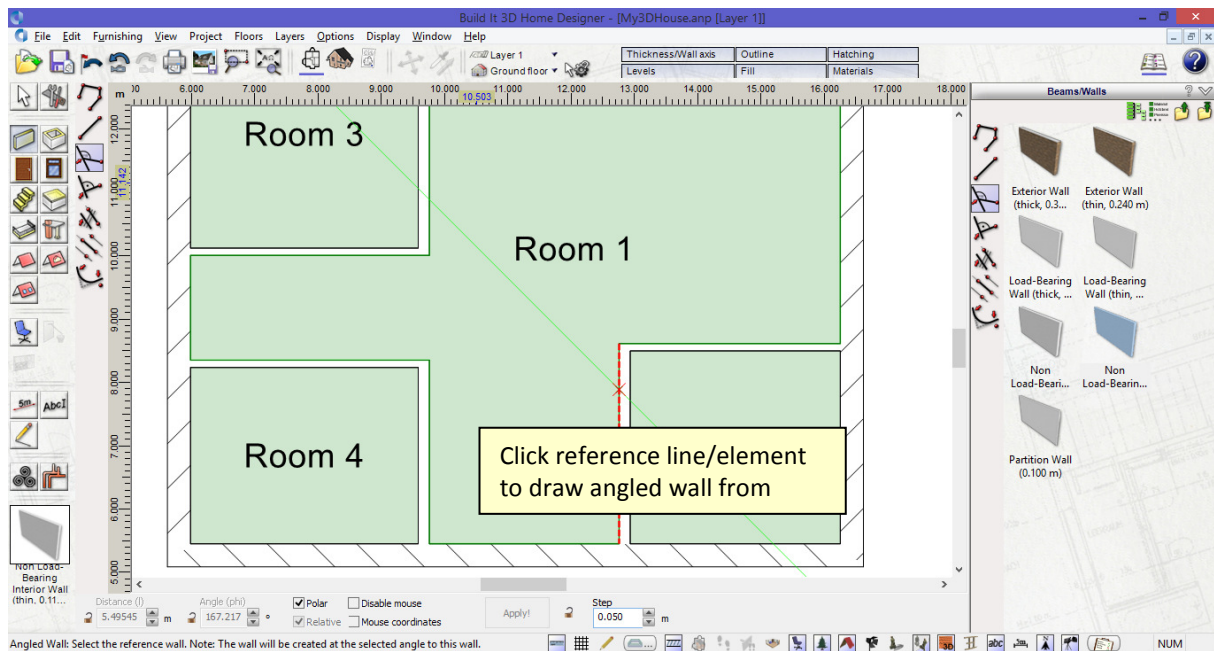 Build It 3D Home Designer - [My3DHouse.anp [Layer 1]]
File Edit Furnishing View Project Floors Layers Options Display Window Help
Layer 1
Ground floor
Thickness/Wall axis Outline Hatching
Levels Fill Materials
m
6.000 7.000 8.000 9.000 10.000 10.503 11.000 12.000 13.000 14.000 15.000 16.000 17.000 18.000
12.000
11.142
11.000
10.000
9.000
8.000
7.000
6.000
5.000
Room 3
Room 1
Room 4
Click reference line/element
to draw angled wall from
Beams/Walls
Exterior Wall
(thick, 0.3...
Exterior Wall
(thin, 0.240 m)
Load-Bearing
Wall (thick, ...
Load-Bearing
Wall (thin, ...
Non
Load-Beari...
Non
Load-Bearin...
Partition Wall
(0.100 m)
5m
AbcI
Non Load-
Bearing
Interior Wall
(thin, 0.11...
Distance (l)
5.49545 m
Angle (phi)
167.217 °
Polar Disable mouse
Relative Mouse coordinates
Apply!
Step
0.050 m
Angled Wall: Select the reference wall. Note: The wall will be created at the selected angle to this wall.
3D
abc
NUM